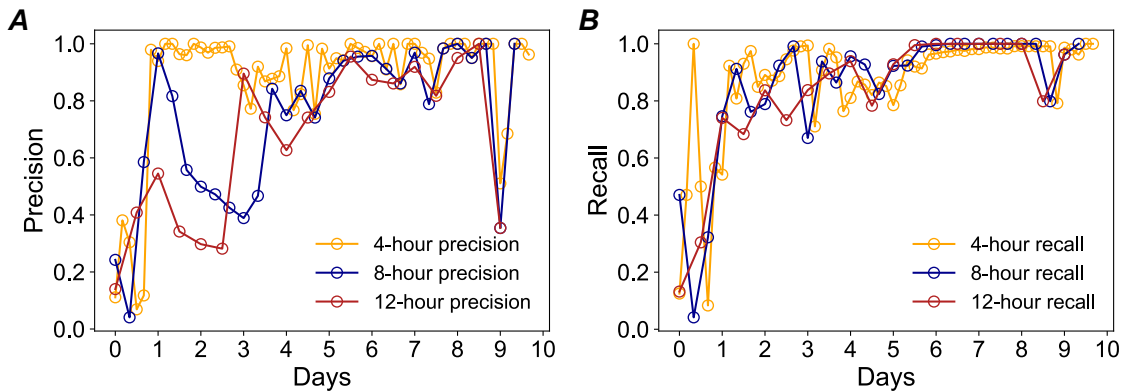 A
Precision
1.0
0.8
0.6
0.4
0.2
0.0
4-hour precision
8-hour precision
12-hour precision
0 1 2 3 4 5 6 7 8 9 10
Days
B
Recall
1.0
0.8
0.6
0.4
0.2
0.0
4-hour recall
8-hour recall
12-hour recall
0 1 2 3 4 5 6 7 8 9 10
Days